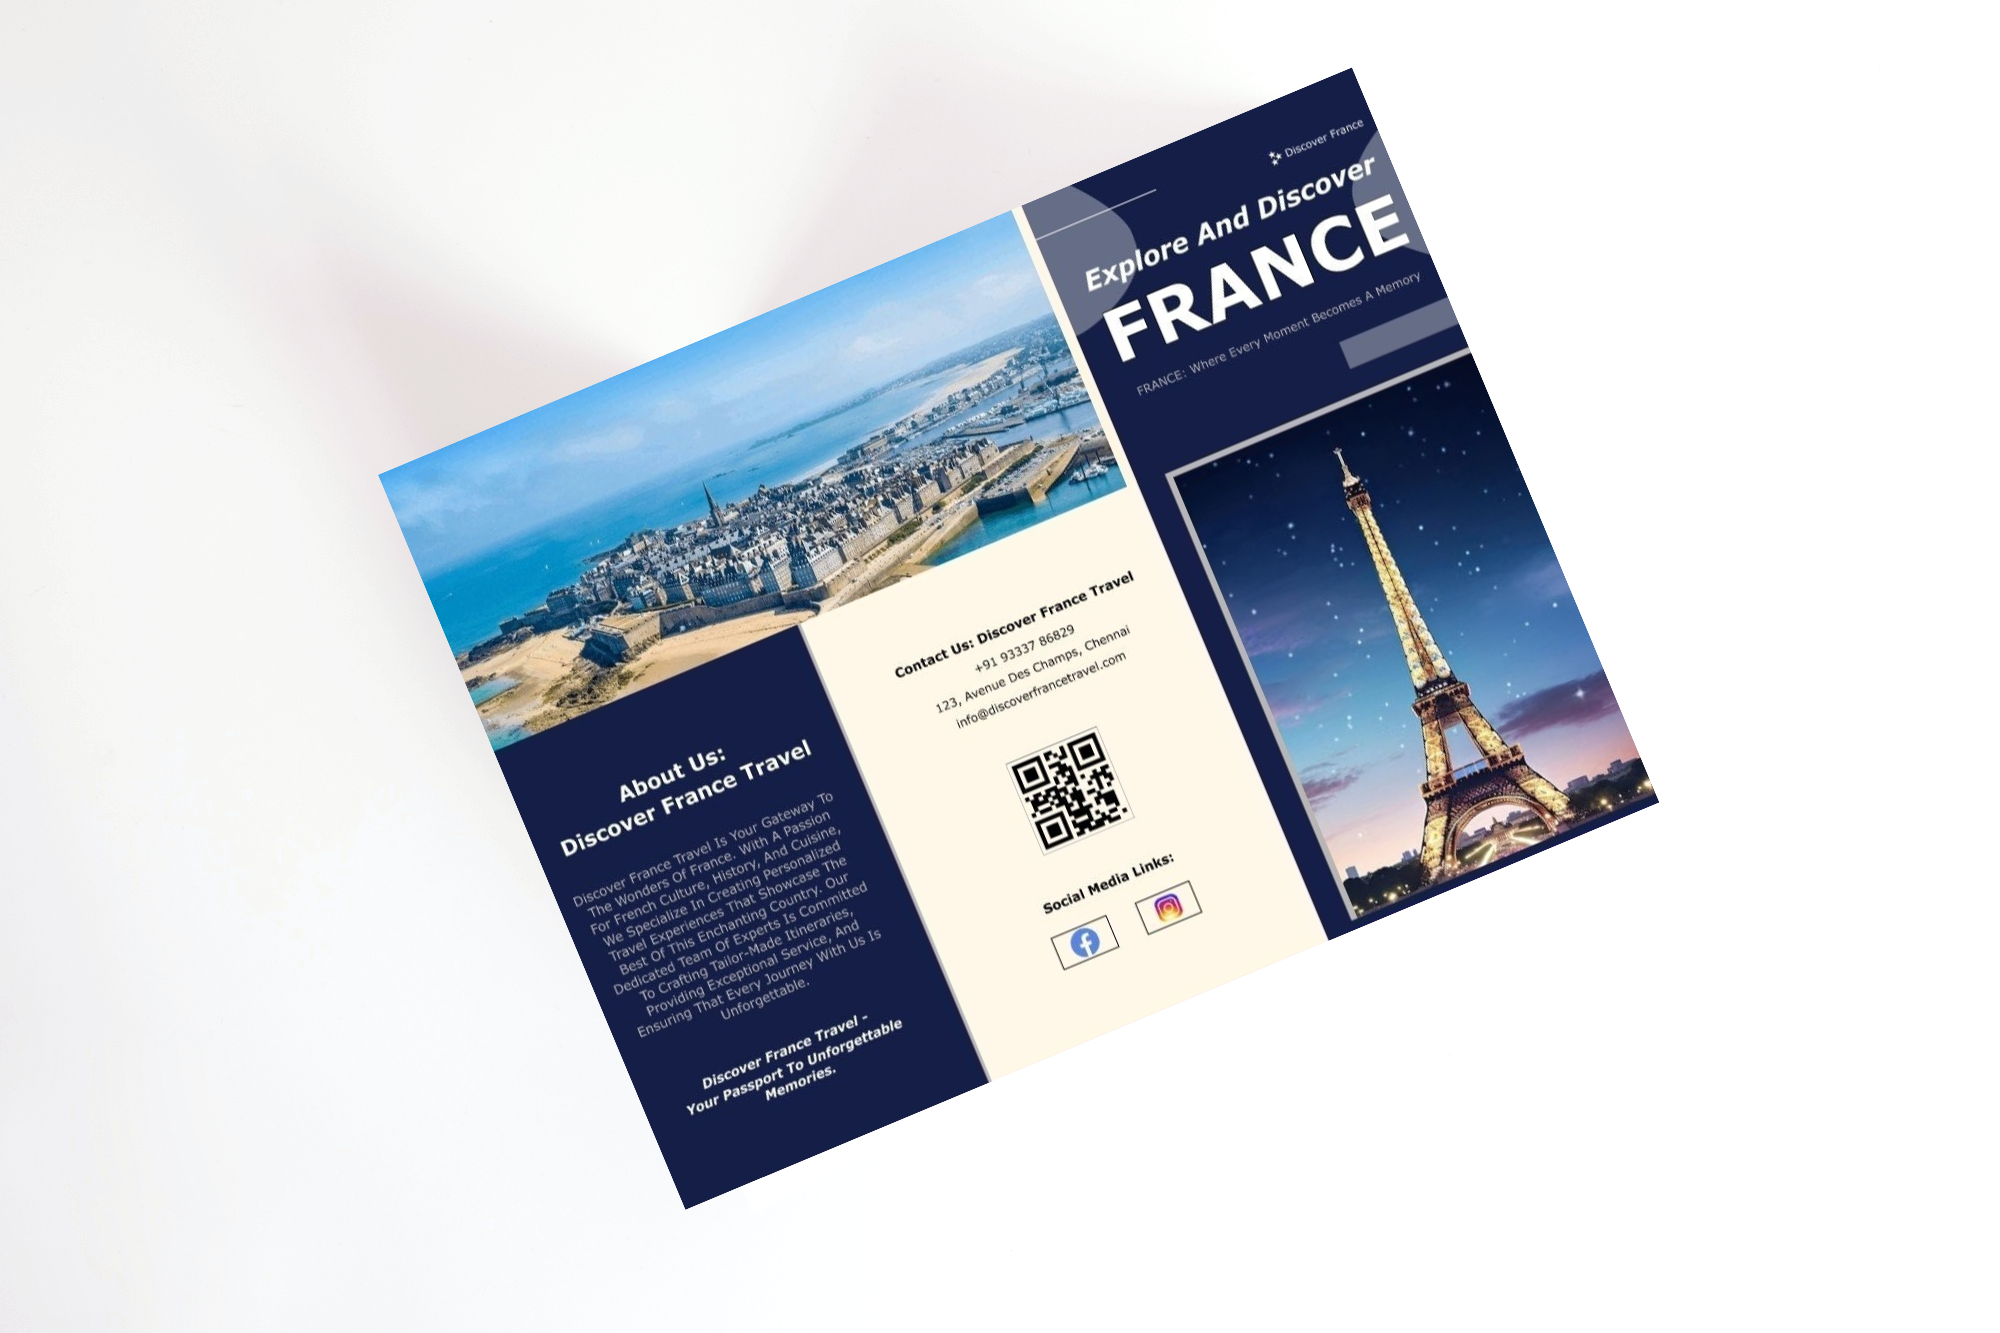 About Us:
Discover France Travel
Discover France Travel Is Your Gateway To
The Wonders Of France. With A Passion
For French Culture, History, And Cuisine,
We Specialize In Creating Personalized
Travel Experiences That Showcase The
Best Of This Enchanting Country. Our
Dedicated Team Of Experts Is Committed
To Crafting Tailor-Made Itineraries,
Providing Exceptional Service, And
Ensuring That Every Journey With Us Is
Unforgettable.
Discover France Travel -
Your Passport To Unforgettable
Memories.
Contact Us: Discover France Travel
+91 93337 86829
123, Avenue Des Champs, Chennai
info@discoverfrancetravel.com
Social Media Links:
Discover France
Explore And Discover
FRANCE
FRANCE: Where Every Moment Becomes A Memory